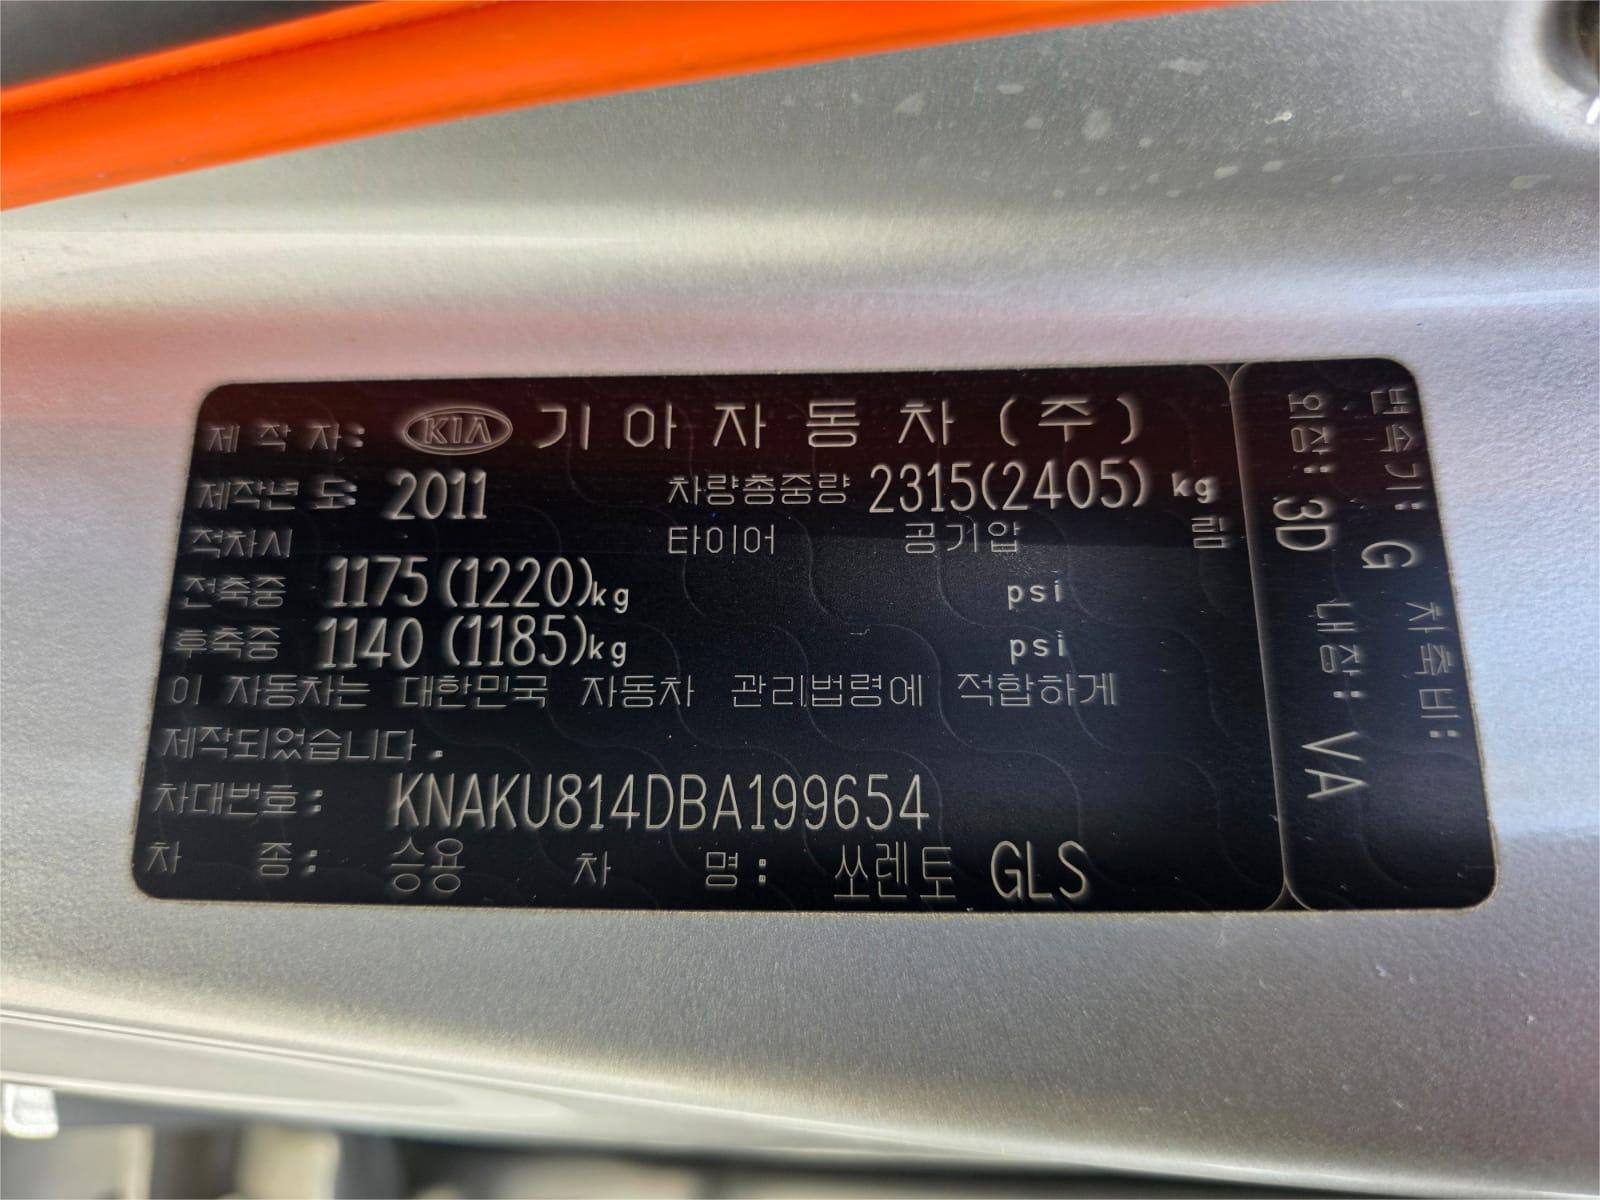 제 작 자: KIA 기아자동차(주)
제작년 도: 2011 차량총중량 2315(2405) kg
적차시 타이어 공기압 림
전축중 1175(1220)kg psi
후축중 1140(1185)kg psi
이 자동차는 대한민국 자동차 관리법령에 적합하게
제작되었습니다.
차대번호: KNAKU814DBA199654
차 종: 승용 차 명: 쏘렌토 GLS
변속기: G 차축비:
외장: 3D 내장: VA